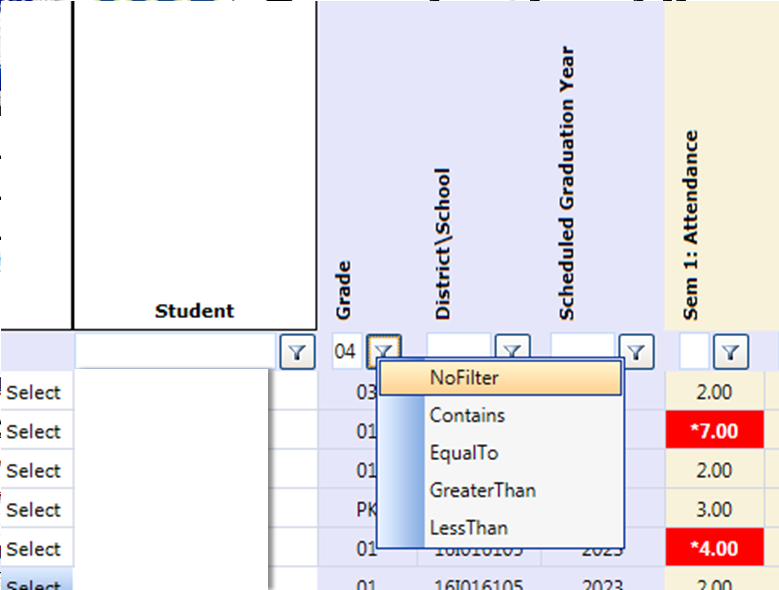 Student
Grade
District\School
Scheduled Graduation Year
Sem 1: Attendance
04
NoFilter
Contains
EqualTo
GreaterThan
LessThan
Select 03 2.00
Select 01 *7.00
Select 01 2.00
Select PK 3.00
Select 01 16I016105 2023 *4.00
Select 01 16I016105 2023 2.00